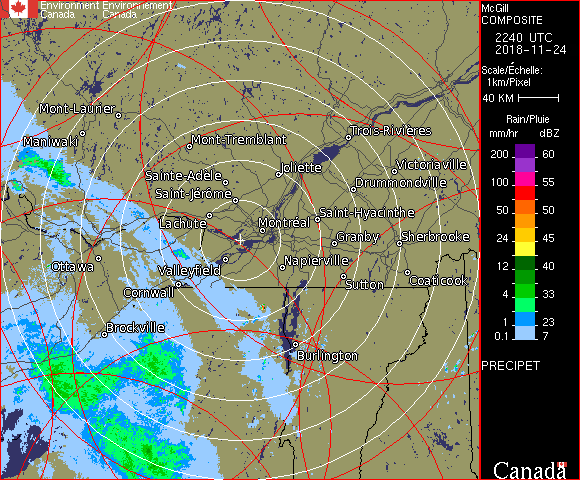 Environment Environnement
Canada Canada
McGill
COMPOSITE
2240 UTC
2018-11-24
Scale/Échelle:
1km/Pixel
40 KM
Rain/Pluie
mm/hr dBZ
200 60
150 55
100 55
50 50
24 45
12 40
4 33
1 23
0.1 7
PRECIPET
Canada
Mont-Laurier
Maniwaki
Mont-Tremblant
Trois-Rivières
Sainte-Adèle
Joliette
Victoriaville
Saint-Jérôme
Drummondville
Lachute
Montréal
Saint-Hyacinthe
Granby
Sherbrooke
Ottawa
Valleyfield
Napierville
Cornwall
Sutton
Coaticook
Brockville
Burlington